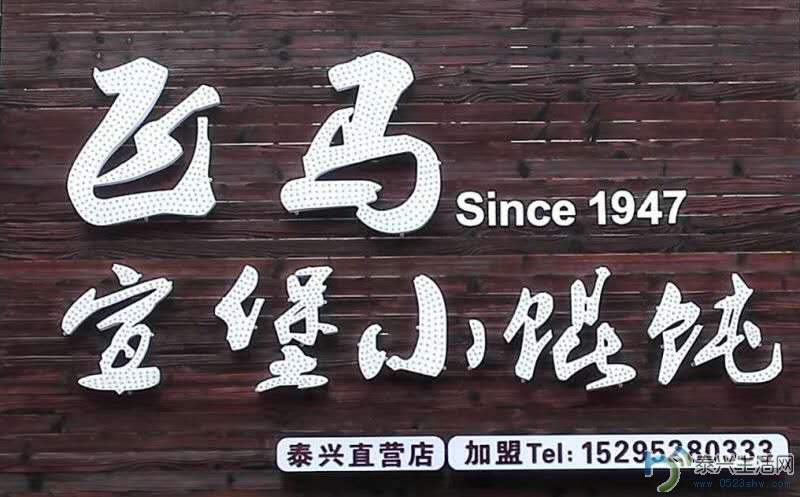 飞马 Since 1947
宜堡小馄饨
泰兴直营店 加盟Tel: 15295380333
泰兴生活网
www.0523shw.com